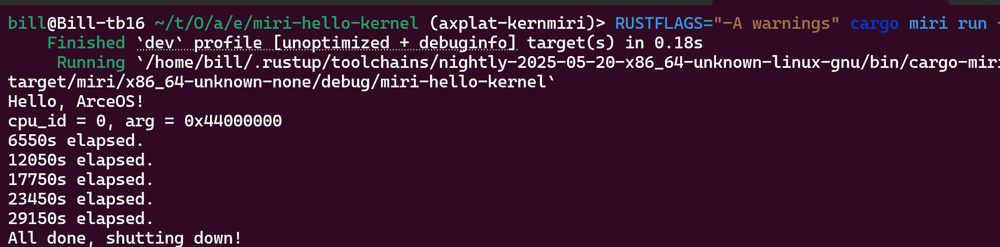 bill@Bill-tb16 ~/t/O/a/e/miri-hello-kernel (axplat-kernmiri)> RUSTFLAGS="-A warnings" cargo miri run
    Finished `dev` profile [unoptimized + debuginfo] target(s) in 0.18s
     Running `/home/bill/.rustup/toolchains/nightly-2025-05-20-x86_64-unknown-linux-gnu/bin/cargo-miri
target/miri/x86_64-unknown-none/debug/miri-hello-kernel`
Hello, ArceOS!
cpu_id = 0, arg = 0x44000000
6550s elapsed.
12050s elapsed.
17750s elapsed.
23450s elapsed.
29150s elapsed.
All done, shutting down!